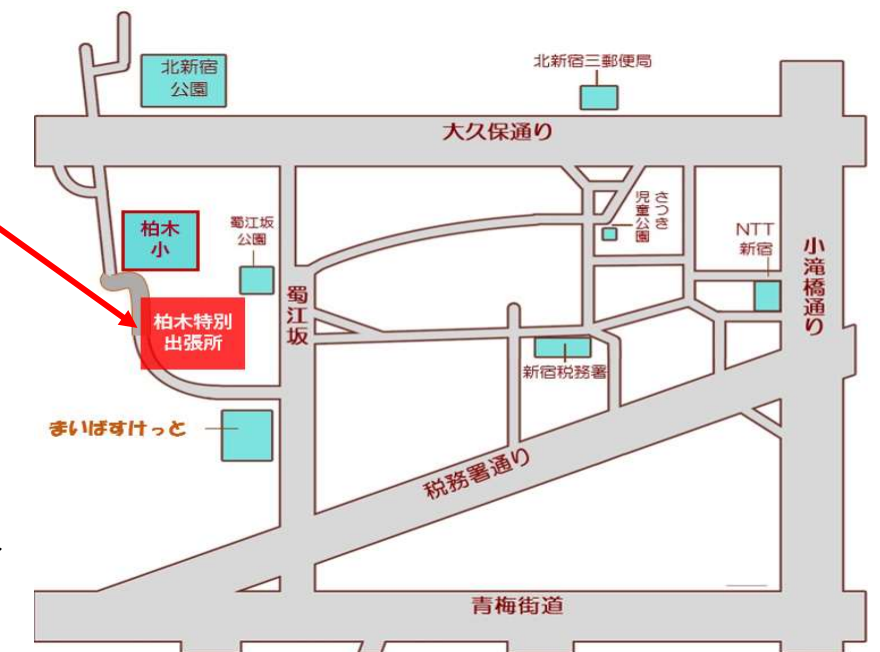 北新宿
公園
北新宿三郵便局
大久保通り
柏木
小
蜀江坂
公園
さつき
児童公園
NTT
新宿
小滝橋通り
蜀江坂
柏木特別
出張所
新宿税務署
まいばすけっと
税務署通り
青梅街道